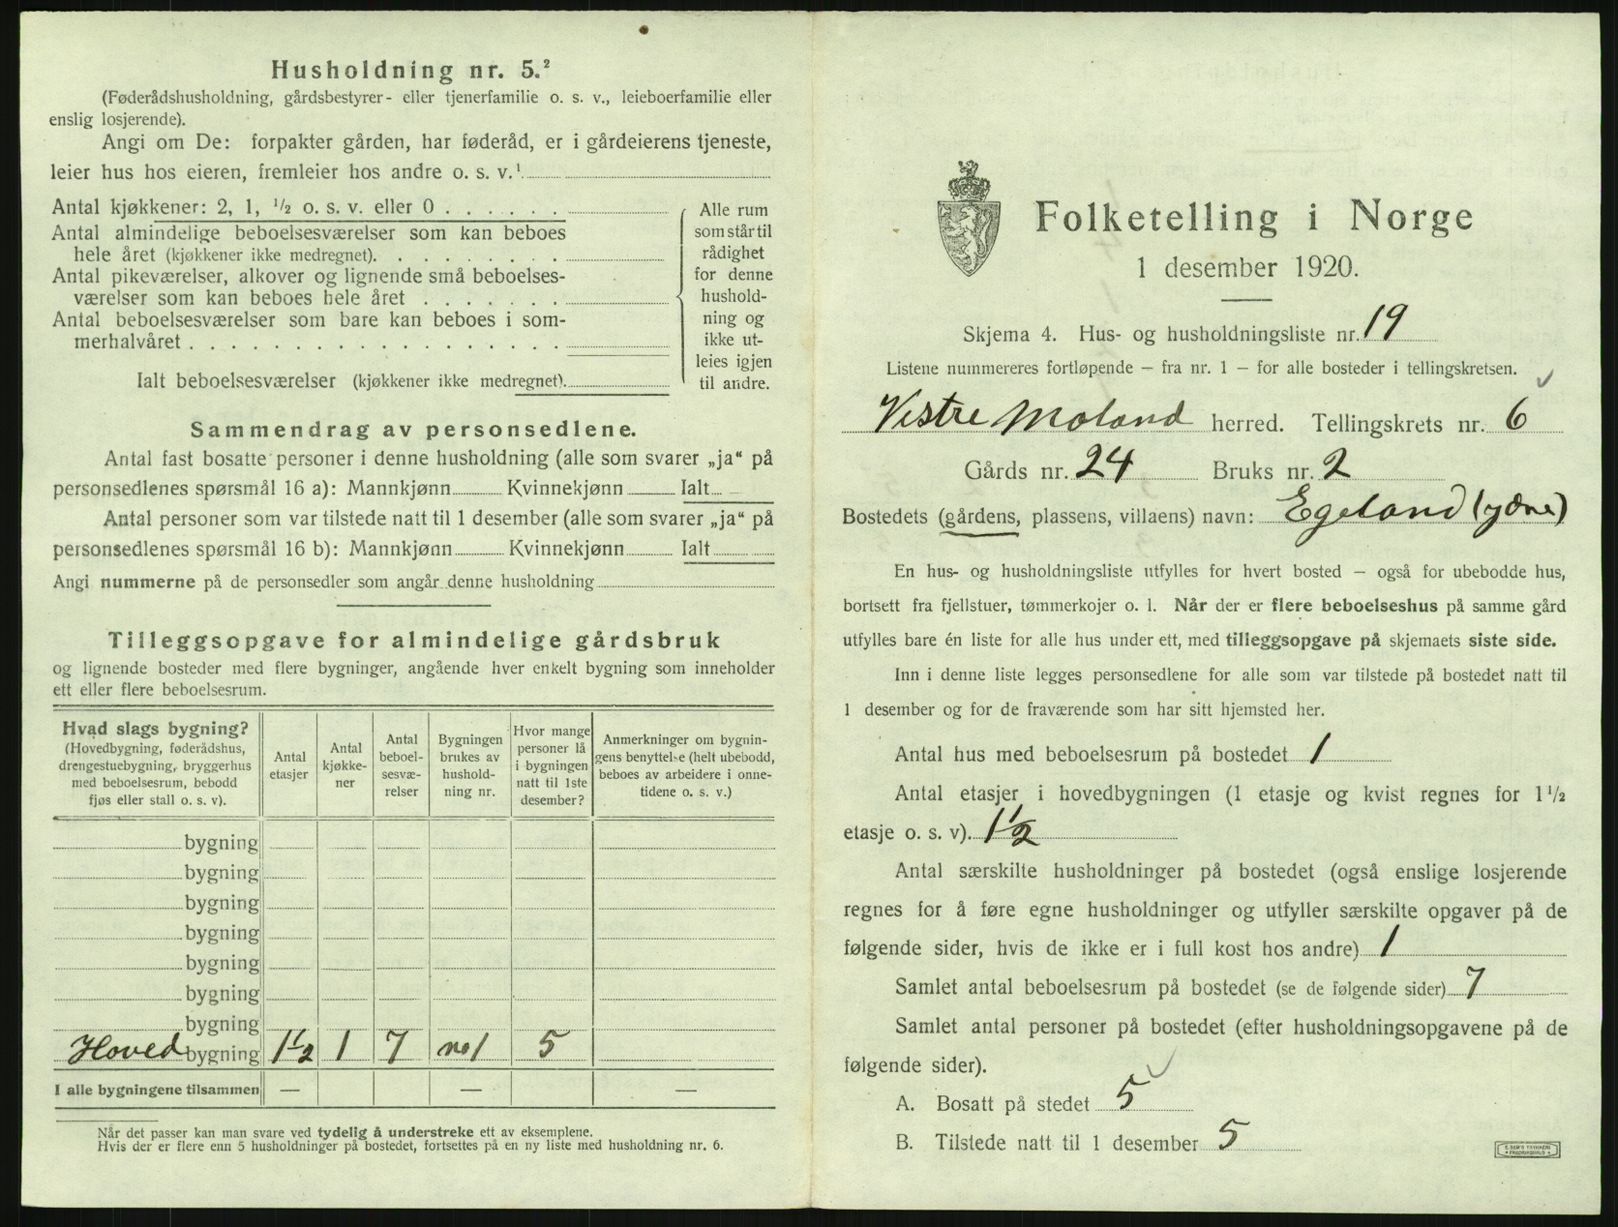 Husholdning nr. 5.²
(Føderådshusholdning, gårdsbestyrer- eller tjenerfamilie o. s. v., leieboerfamilie eller
enslig losjerende).
Angi om De: forpakter gården, har føderåd, er i gårdeierens tjeneste,
leier hus hos eieren, fremleier hos andre o. s. v.¹
Antal kjøkkener: 2, 1, ½ o. s. v. eller 0
Antal almindelige beboelsesværelser som kan beboes
hele året (kjøkkener ikke medregnet).
Antal pikeværelser, alkover og lignende små beboelses-
værelser som kan beboes hele året
Antal beboelsesværelser som bare kan beboes i som-
merhalvåret
Ialt beboelsesværelser (kjøkkener ikke medregnet).
Alle rum
som står til
rådighet
for denne
hushold-
ning og
ikke ut-
leies igjen
til andre.
Sammendrag av personsedlene.
Antal fast bosatte personer i denne husholdning (alle som svarer „ja“ på
personsedlenes spørsmål 16 a): Mannkjønn Kvinnekjønn Ialt
Antal personer som var tilstede natt til 1 desember (alle som svarer „ja“ på
personsedlenes spørsmål 16 b): Mannkjønn Kvinnekjønn Ialt
Angi nummerne på de personsedler som angår denne husholdning
Tilleggsopgave for almindelige gårdsbruk
og lignende bosteder med flere bygninger, angående hver enkelt bygning som inneholder
ett eller flere beboelsesrum.
Hvad slags bygning?
(Hovedbygning, føderådshus,
drengestuebygning, bryggerhus
med beboelsesrum, bebodd
fjøs eller stall o. s. v).
Antal
etasjer
Antal
kjøkke-
ner
Antal
beboel-
sesvæ-
relser
Bygningen
brukes av
hushold-
ning nr.
Hvor mange
personer lå
i bygningen
natt til 1ste
desember?
Anmerkninger om bygnin-
gens benyttelse (helt ubebodd,
beboes av arbeidere i onne-
tidene o. s. v.)
bygning
bygning
bygning
bygning
bygning
bygning
bygning
Hoved bygning 1½ 1 7 no 1 5
I alle bygningene tilsammen — — —
Når det passer kan man svare ved tydelig å understreke ett av eksemplene.
Hvis der er flere enn 5 husholdninger på bostedet, fortsettes på en ny liste med husholdning nr. 6.
Folketelling i Norge
1 desember 1920.
Skjema 4. Hus- og husholdningsliste nr. 19
Listene nummereres fortløpende — fra nr. 1 — for alle bosteder i tellingskretsen.
Vestre Moland herred. Tellingskrets nr. 6
Gårds nr. 24 Bruks nr. 2
Bostedets (gårdens, plassens, villaens) navn: Egeland (ydre)
En hus- og husholdningsliste utfylles for hvert bosted — også for ubebodde hus,
bortsett fra fjellstuer, tømmerkojer o. l. Når der er flere beboelseshus på samme gård
utfylles bare én liste for alle hus under ett, med tilleggsopgave på skjemaets siste side.
Inn i denne liste legges personsedlene for alle som var tilstede på bostedet natt til
1 desember og for de fraværende som har sitt hjemsted her.
Antal hus med beboelsesrum på bostedet 1
Antal etasjer i hovedbygningen (1 etasje og kvist regnes for 1½
etasje o. s. v). 1½
Antal særskilte husholdninger på bostedet (også enslige losjerende
regnes for å føre egne husholdninger og utfyller særskilte opgaver på de
følgende sider, hvis de ikke er i full kost hos andre) 1
Samlet antal beboelsesrum på bostedet (se de følgende sider) 7
Samlet antal personer på bostedet (efter husholdningsopgavene på de
følgende sider).
A. Bosatt på stedet 5
B. Tilstede natt til 1 desember 5